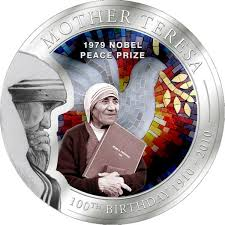 MOTHER TERESA
1979 NOBEL
PEACE PRIZE
100TH BIRTHDAY 1910 - 2010